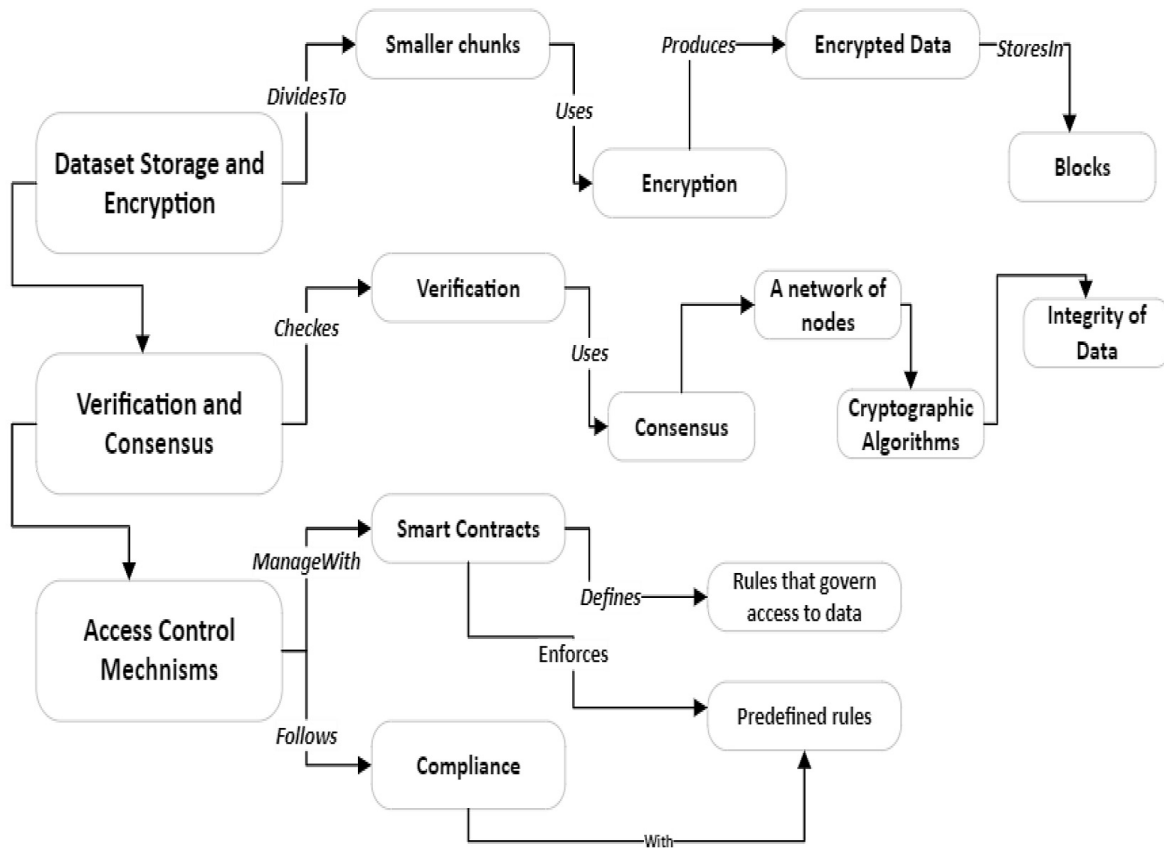 Smaller chunks
Produces
Encrypted Data
StoresIn
DividesTo
Uses
Dataset Storage and
Encryption
Encryption
Blocks
Verification
A network of
nodes
Integrity of
Data
Checkes
Uses
Verification and
Consensus
Consensus
Cryptographic
Algorithms
Smart Contracts
ManageWith
Defines
Rules that govern
access to data
Access Control
Mechnisms
Enforces
Predefined rules
Follows
Compliance
With